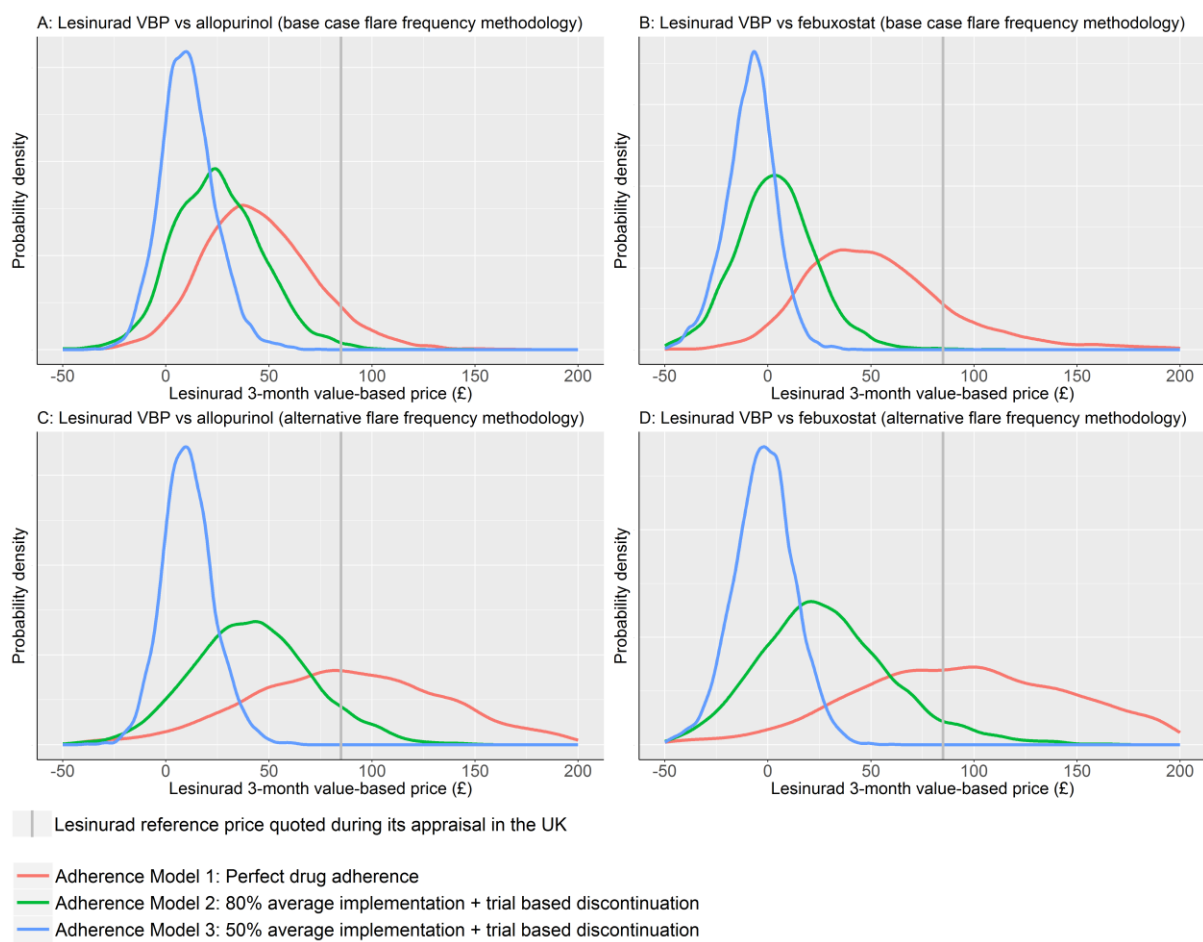 A: Lesinurad VBP vs allopurinol (base case flare frequency methodology)
Probability density
-50 0 50 100 150 200
Lesinurad 3-month value-based price (£)
B: Lesinurad VBP vs febuxostat (base case flare frequency methodology)
Probability density
-50 0 50 100 150 200
Lesinurad 3-month value-based price (£)
C: Lesinurad VBP vs allopurinol (alternative flare frequency methodology)
Probability density
-50 0 50 100 150 200
Lesinurad 3-month value-based price (£)
D: Lesinurad VBP vs febuxostat (alternative flare frequency methodology)
Probability density
-50 0 50 100 150 200
Lesinurad 3-month value-based price (£)
Lesinurad reference price quoted during its appraisal in the UK
Adherence Model 1: Perfect drug adherence
Adherence Model 2: 80% average implementation + trial based discontinuation
Adherence Model 3: 50% average implementation + trial based discontinuation